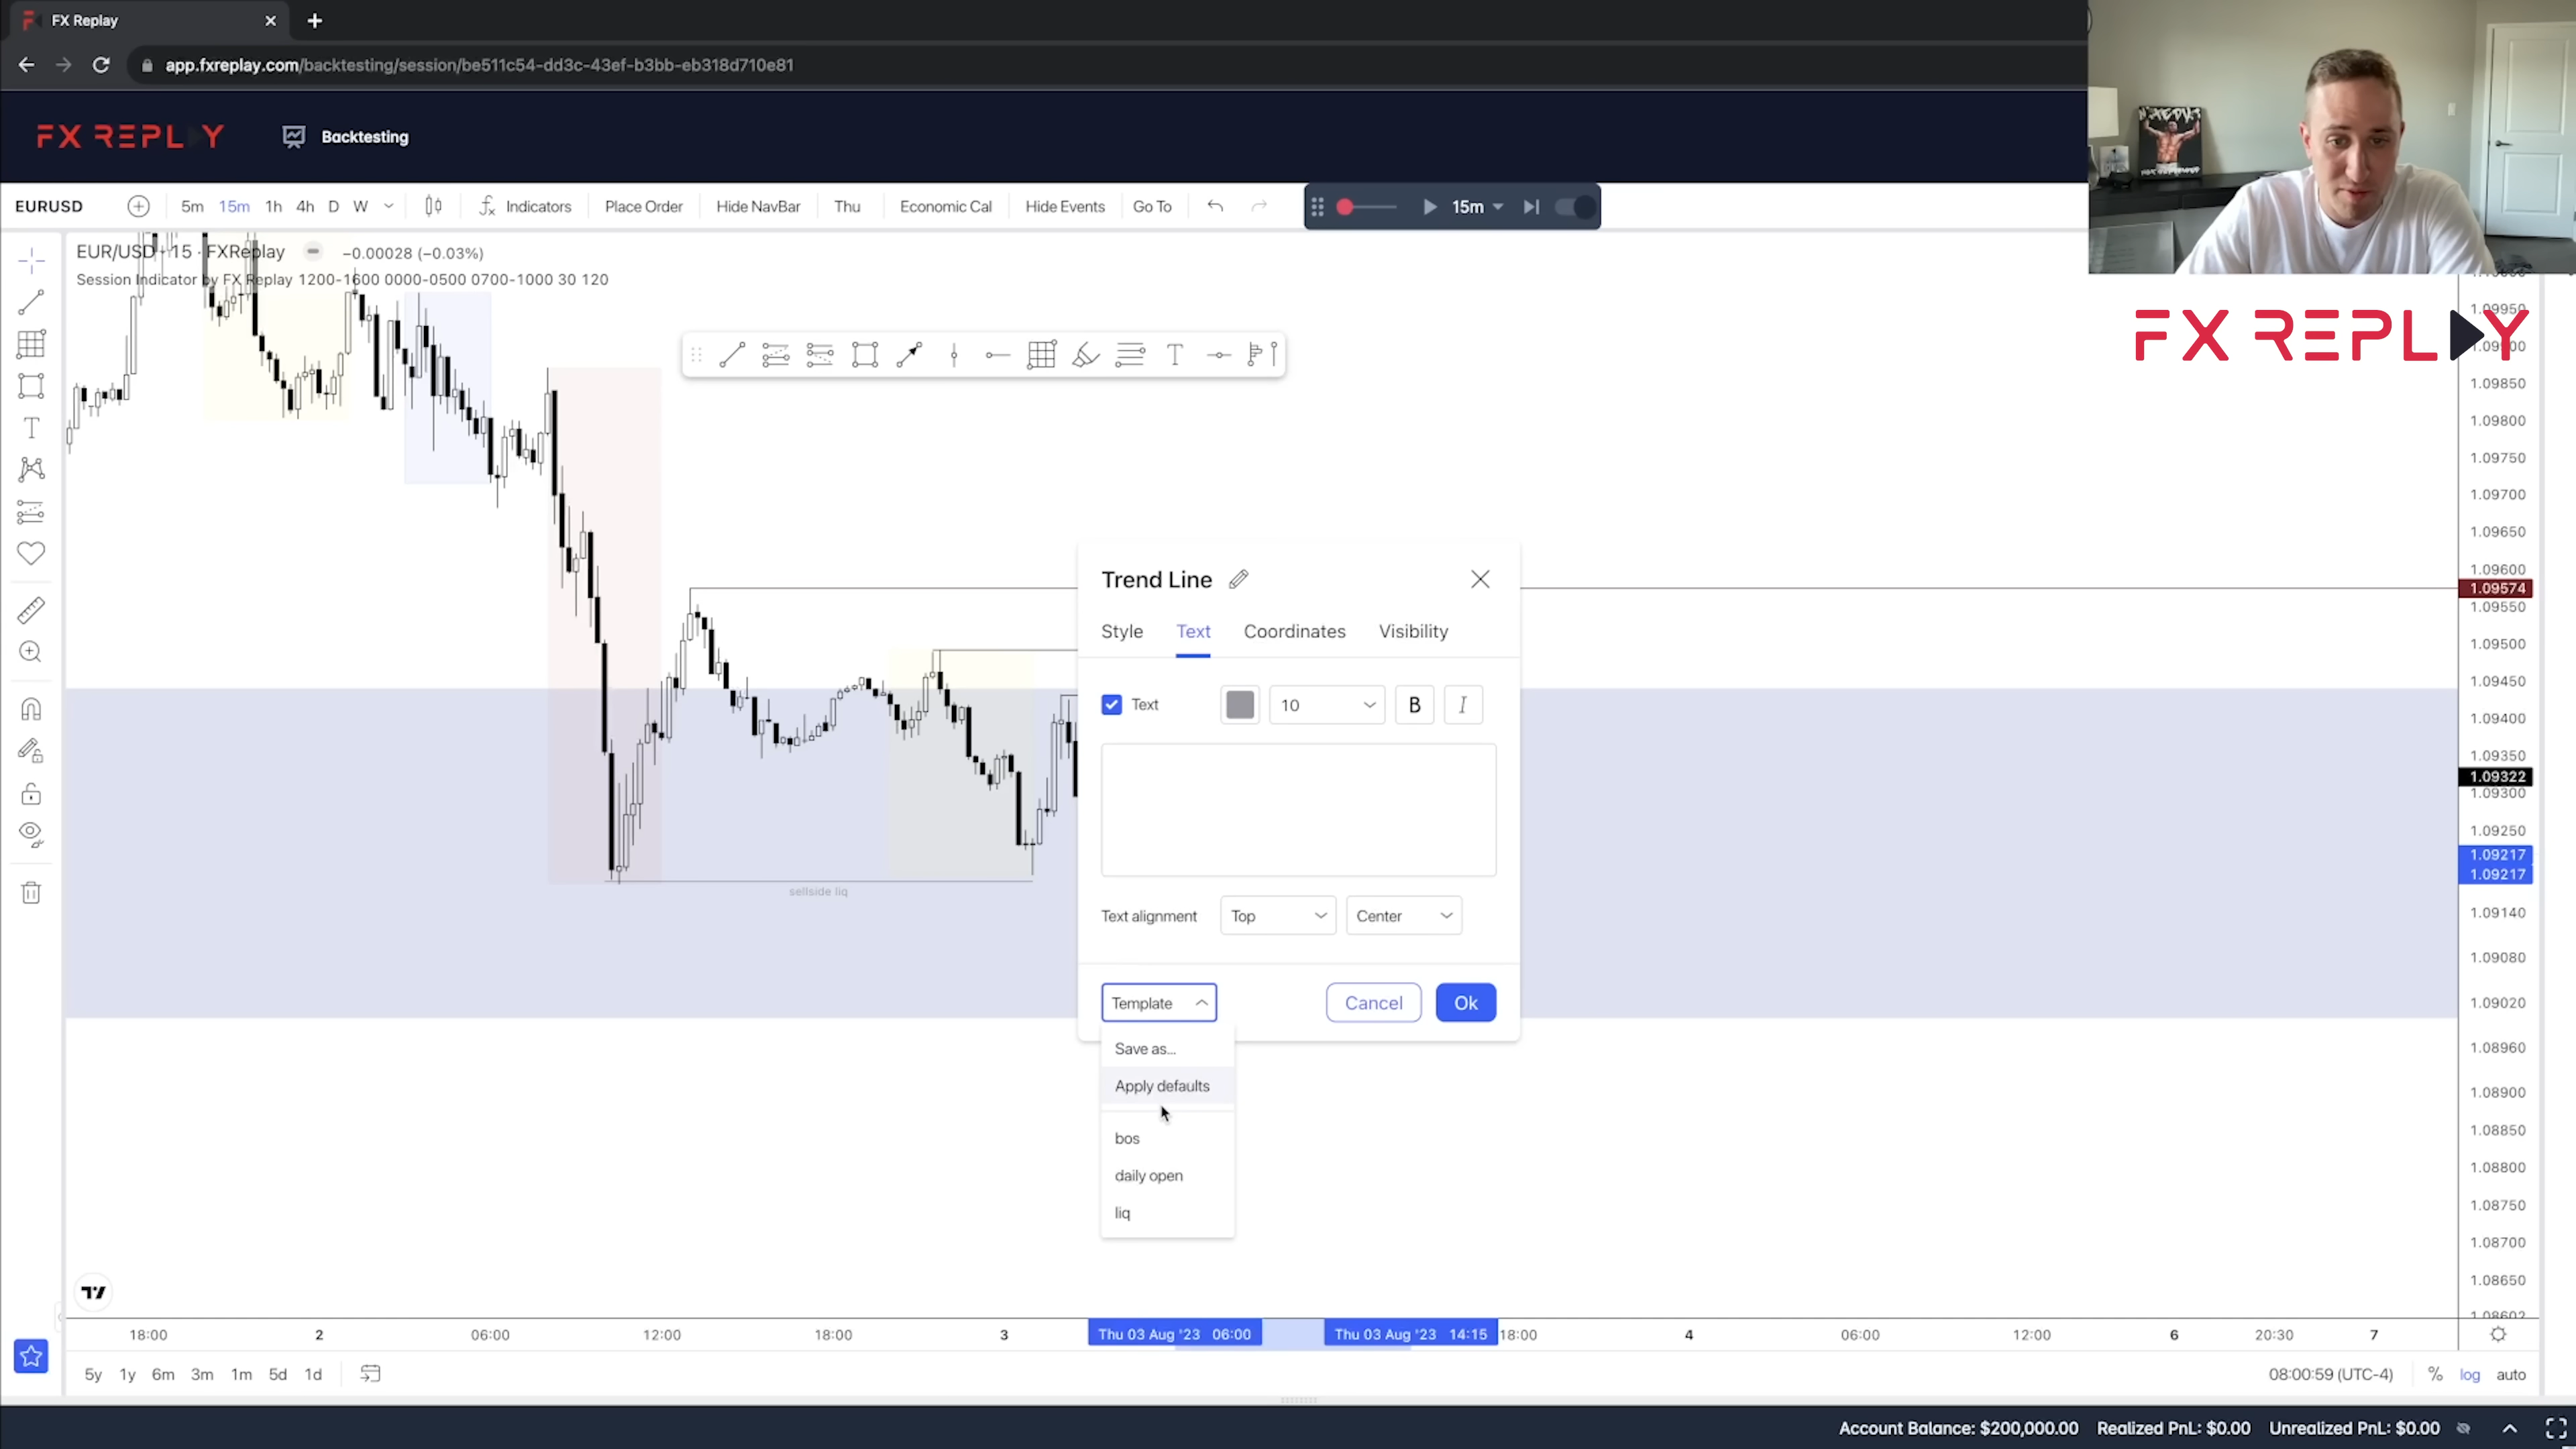 FX Replay
app.fxreplay.com/backtesting/session/be511c54-dd3c-43ef-b3bb-eb318d710e81
FX REPLAY
Backtesting
EURUSD
5m 15m 1h 4h D W
Indicators
Place Order
Hide NavBar
Thu
Economic Cal
Hide Events
Go To
15m
EUR/USD · 15 · FXReplay
−0.00028 (−0.03%)
Session Indicator by FX Replay 1200-1600 0000-0500 0700-1000 30 120
FX REPLAY
1.09950
1.09900
1.09850
1.09800
1.09750
1.09700
1.09650
1.09600
1.09574
1.09550
1.09500
1.09450
1.09400
1.09350
1.09322
1.09300
1.09250
1.09217
1.09217
1.09140
1.09080
1.09020
1.08960
1.08900
1.08850
1.08800
1.08750
1.08700
1.08650
1.08602
sellside liq
Trend Line
Style Text Coordinates Visibility
Text
10
B
I
Text alignment
Top
Center
Template
Cancel
Ok
Save as...
Apply defaults
bos
daily open
liq
18:00 2 06:00 12:00 18:00 3 Thu 03 Aug '23 06:00 Thu 03 Aug '23 14:15 18:00 4 06:00 12:00 6 20:30 7
5y 1y 6m 3m 1m 5d 1d
08:00:59 (UTC-4) % log auto
Account Balance: $200,000.00 Realized PnL: $0.00 Unrealized PnL: $0.00